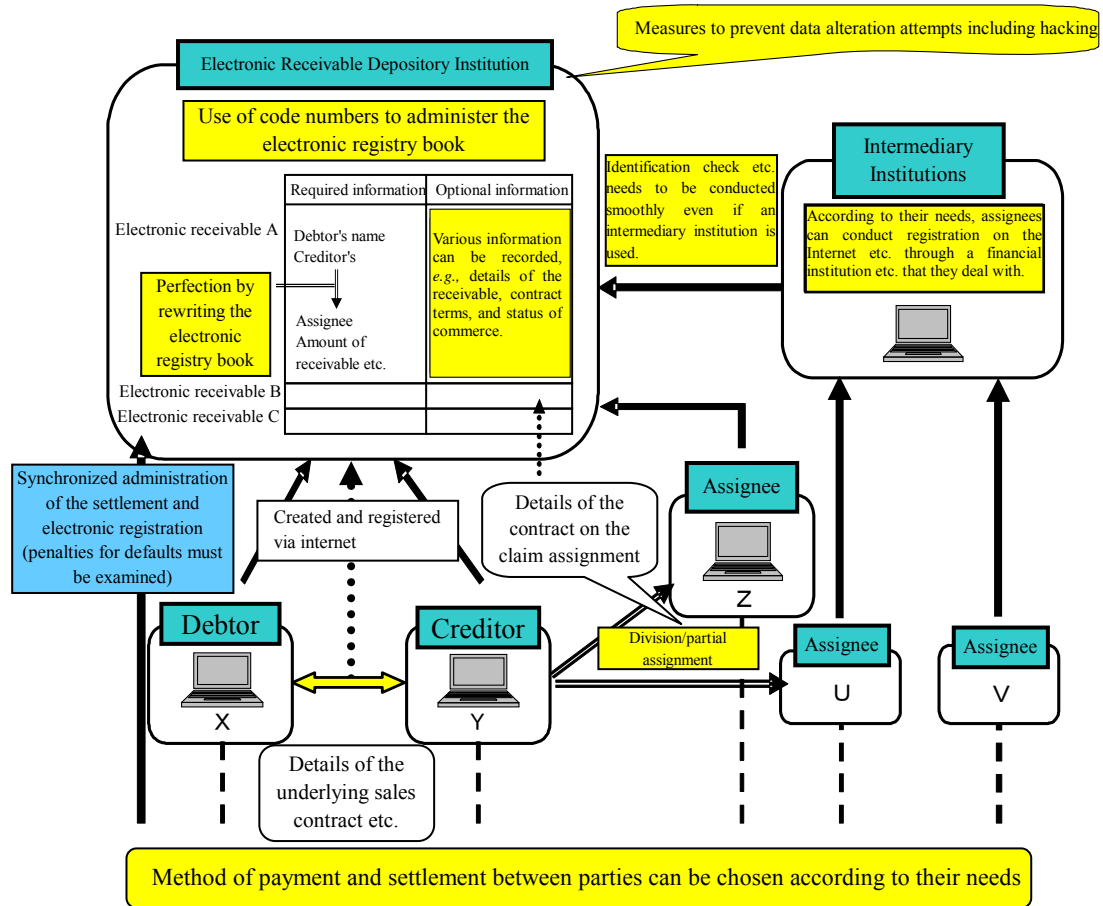 Measures to prevent data alteration attempts including hacking
Electronic Receivable Depository Institution
Use of code numbers to administer the
electronic registry book
Required information
Optional information
Electronic receivable A
Debtor's name
Creditor's
Assignee
Amount of
receivable etc.
Various information
can be recorded,
e.g., details of the
receivable, contract
terms, and status of
commerce.
Perfection by
rewriting the
electronic
registry book
Electronic receivable B
Electronic receivable C
Identification check etc.
needs to be conducted
smoothly even if an
intermediary institution is
used.
Intermediary
Institutions
According to their needs, assignees
can conduct registration on the
Internet etc. through a financial
institution etc. that they deal with.
Synchronized administration
of the settlement and
electronic registration
(penalties for defaults must
be examined)
Created and registered
via internet
Details of the
contract on the
claim assignment
Assignee
Z
Debtor
X
Creditor
Y
Division/partial
assignment
Assignee
U
Assignee
V
Details of the
underlying sales
contract etc.
Method of payment and settlement between parties can be chosen according to their needs